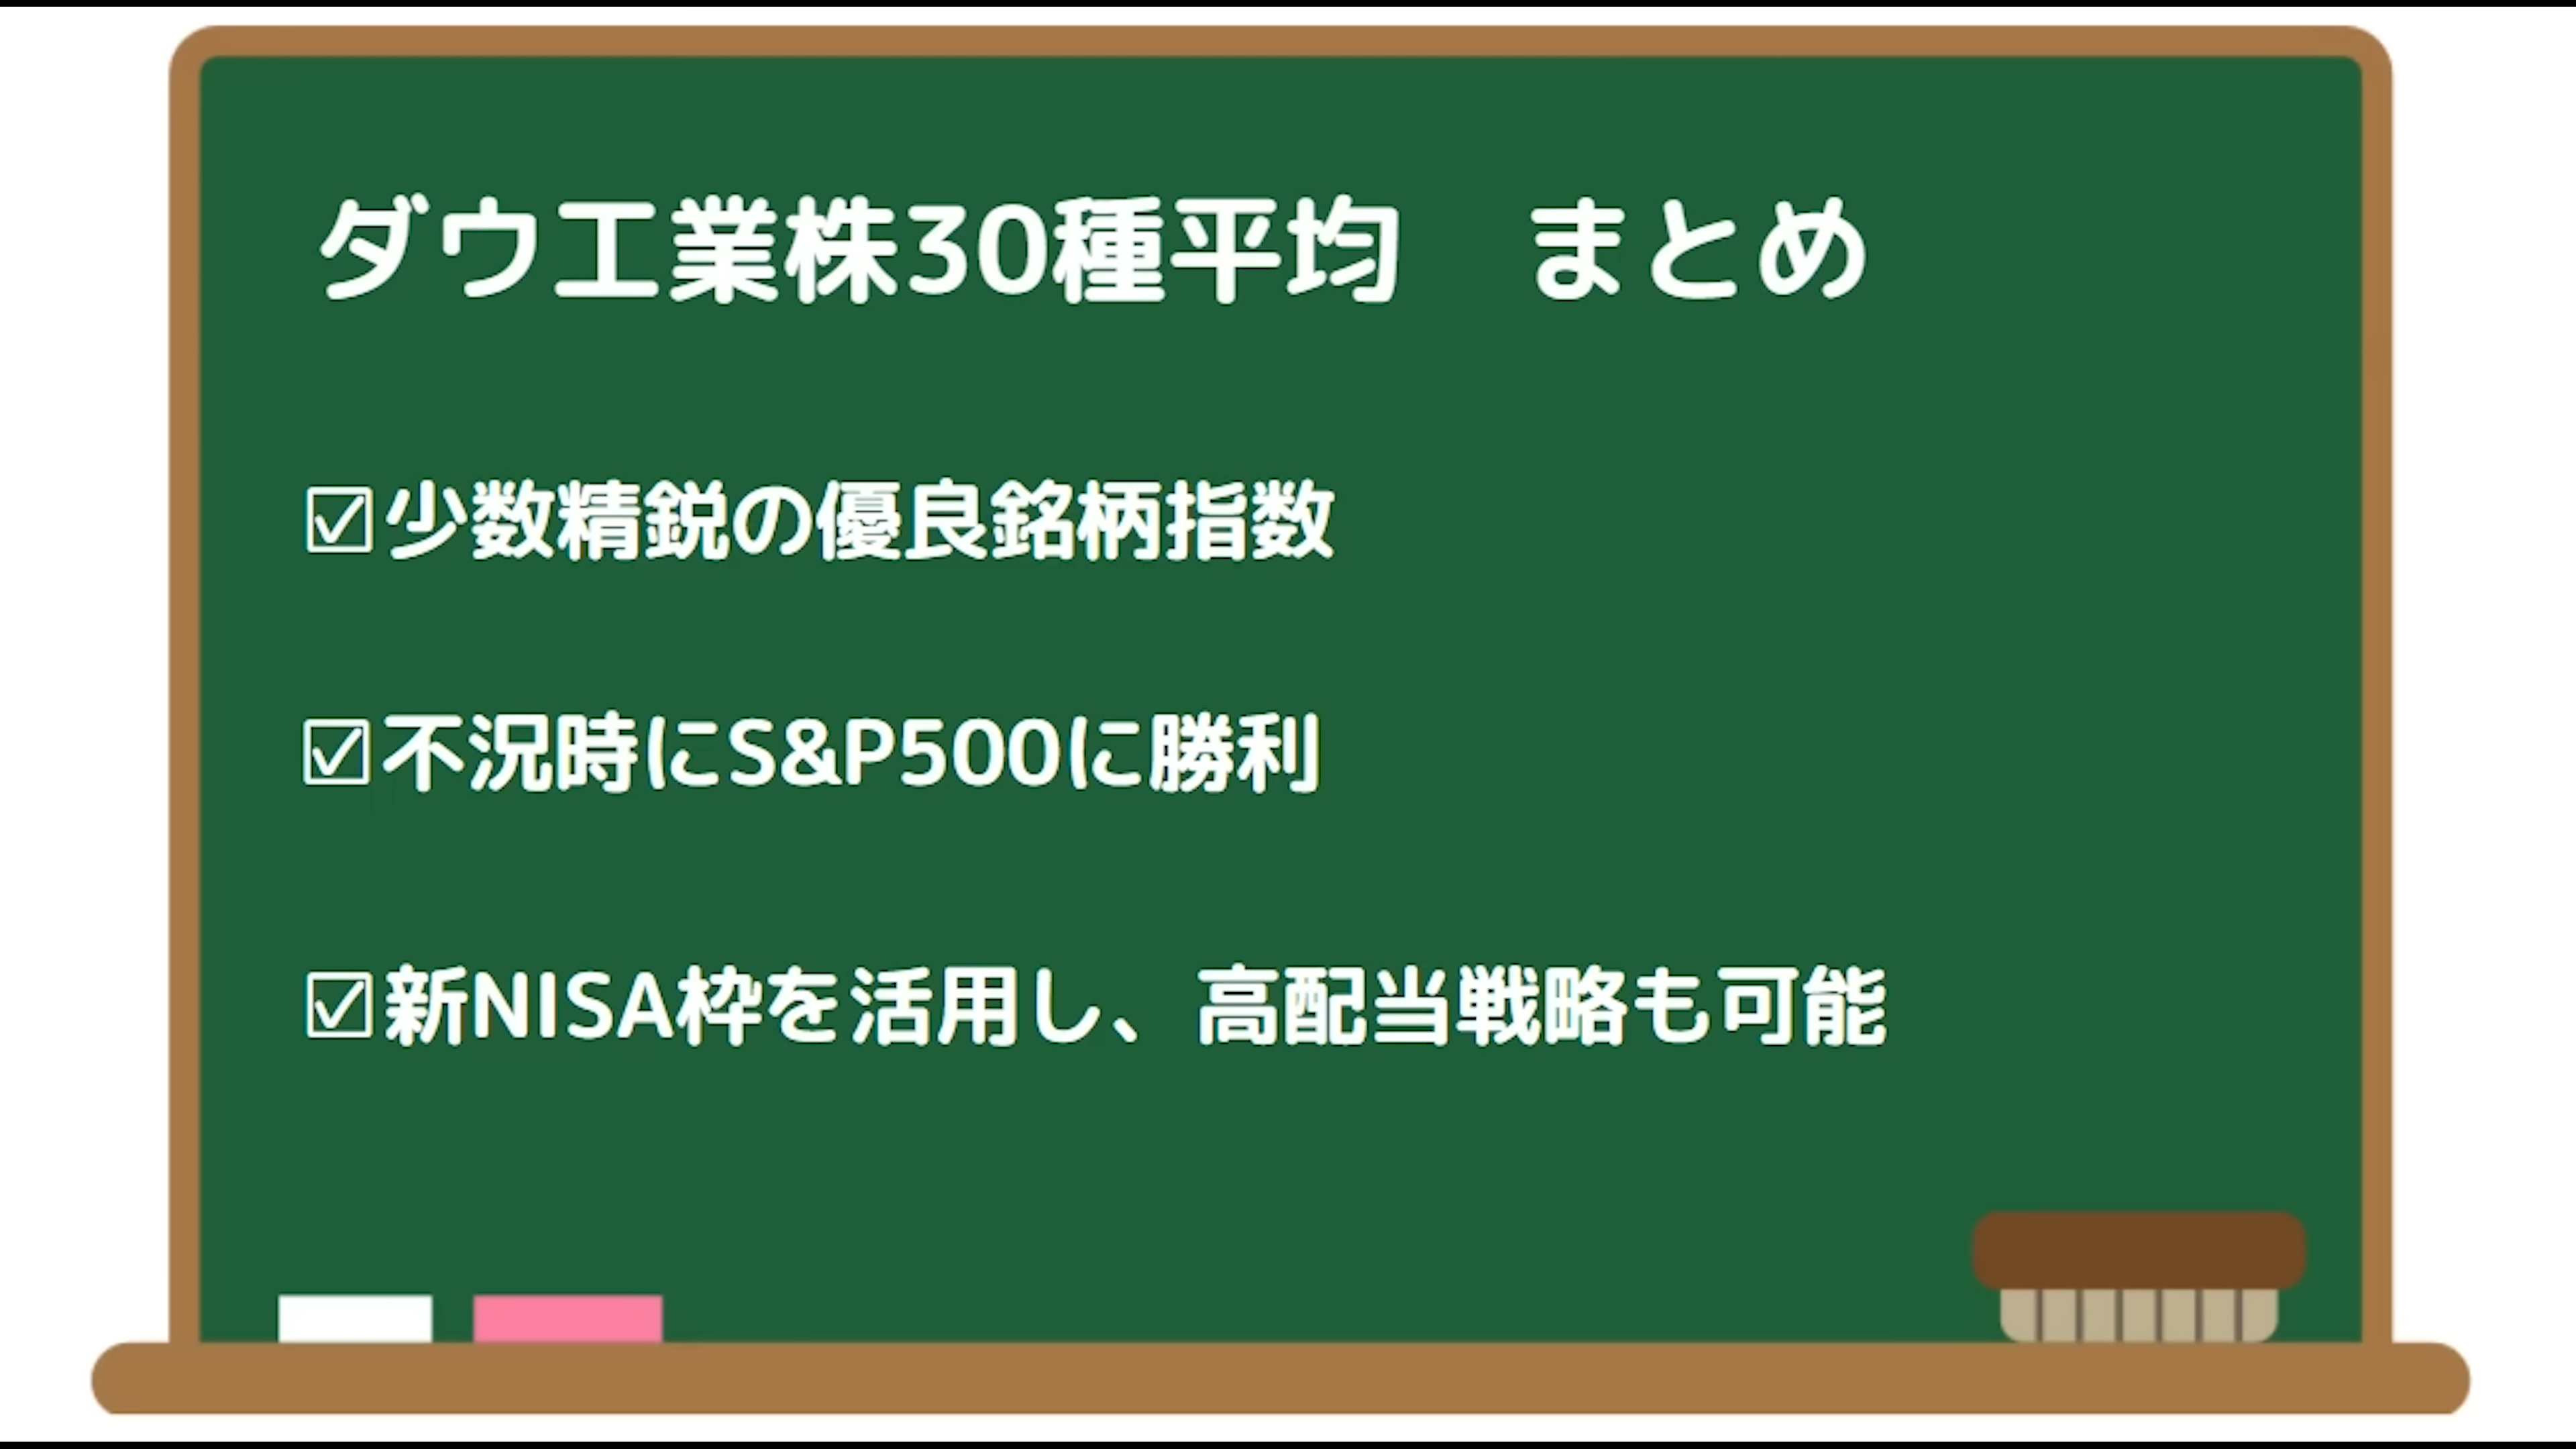 ダウ工業株30種平均　まとめ
☑少数精鋭の優良銘柄指数
☑不況時にS&P500に勝利
☑新NISA枠を活用し、高配当戦略も可能